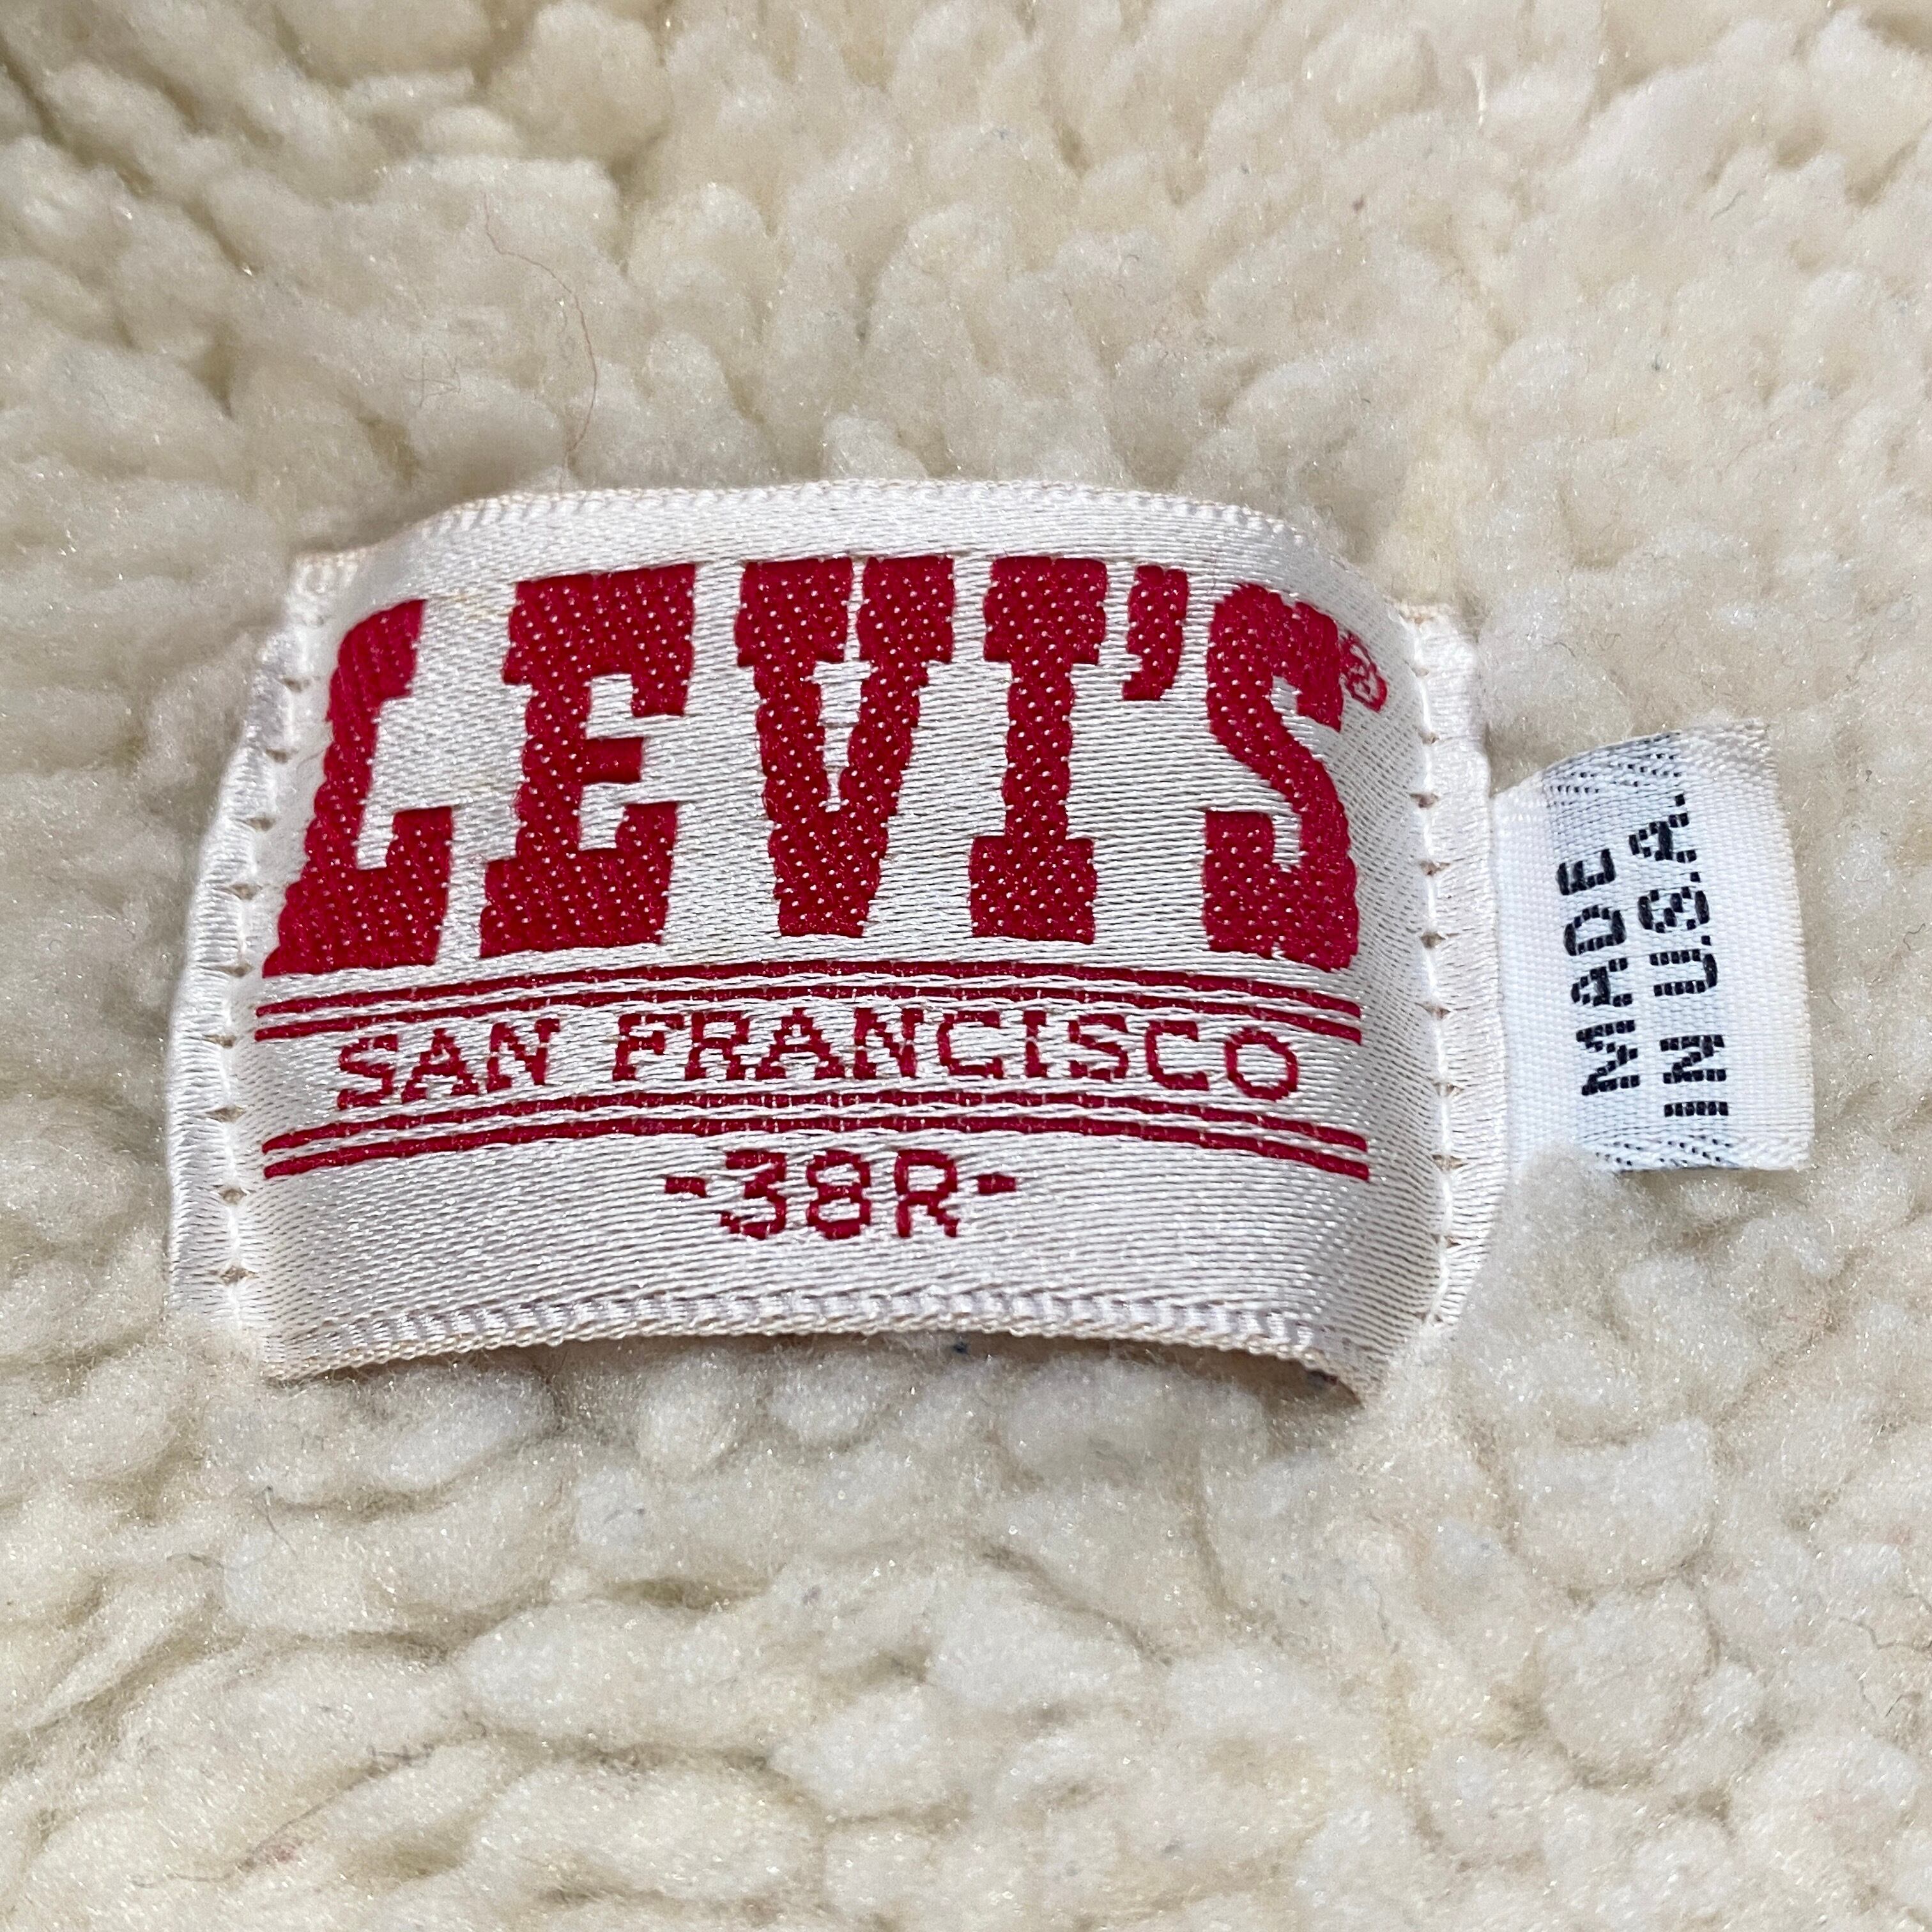 LEVI'S®
SAN FRANCISCO
-38R-
MADE
IN U.S.A.